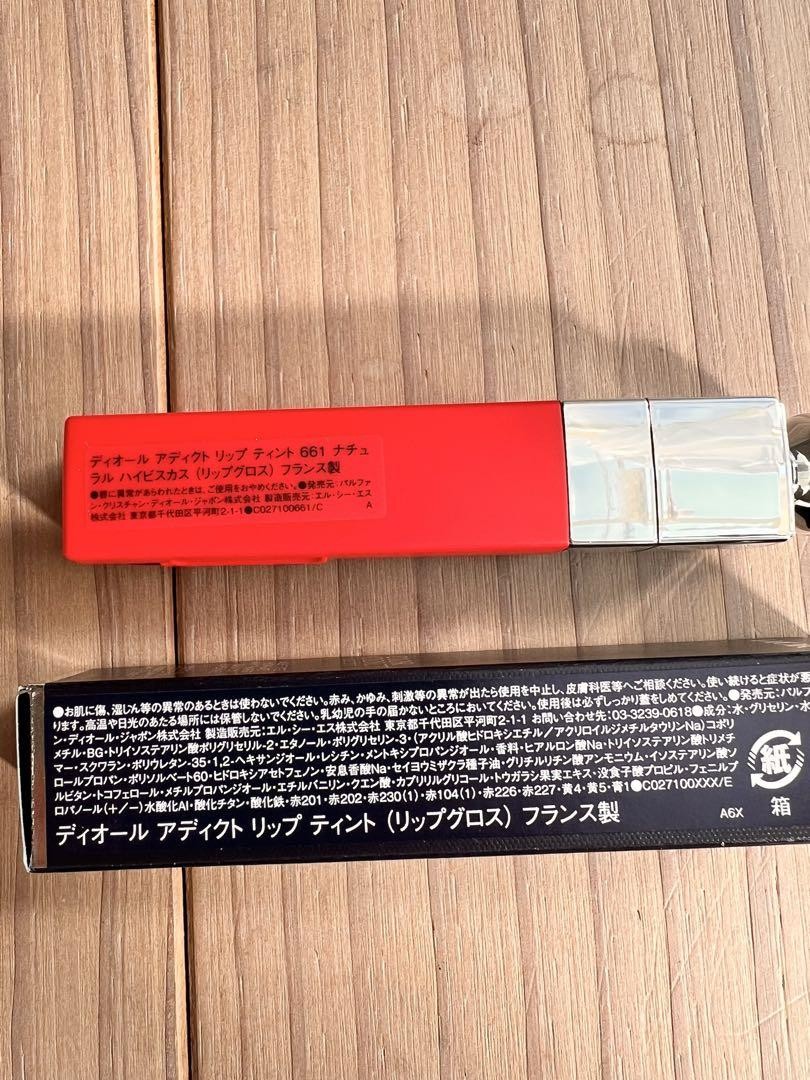 ディオール アディクト リップ ティント 661 ナチュ
ラル ハイビスカス (リップグロス) フランス製
●唇に異常があらわれたときは、ご使用をおやめください。●発売元:パルファ
ン・クリスチャン・ディオール・ジャポン株式会社 製造販売元:エル・シー・エス
株式会社 東京都千代田区平河町2-1-1●C027100661/C A
●お肌に傷、湿しん等の異常のあるときは使わないでください。赤み、かゆみ、刺激等の異常が出たら使用を中止し、皮膚科医等へご相談ください。使い続けると症状が悪
ります。高温や日光のあたる場所には保管しないでください。乳幼児の手の届かないところにおいてください。使用後は必ずしっかり蓋をしめてください。●発売元:パルファ
ン・ディオール・ジャポン株式会社 製造販売元:エル・シー・エス株式会社 東京都千代田区平河町2-1-1 お問い合わせ先:03-3239-0618●成分:水・グリセリン・水
メチル・BG・トリイソステアリン酸ポリグリセリル-2・エタノール・ポリグリセリン-3・(アクリル酸ヒドロキシエチル/アクリロイルジメチルタウリンNa)コポリ
マー・スクワラン・ポリウレタン-35・1,2-ヘキサンジオール・レシチン・メントキシプロパンジオール・香料・ヒアルロン酸Na・トリイソステアリン酸トリメチ
ロールプロパン・ポリソルベート60・ヒドロキシアセトフェノン・安息香酸Na・セイヨウミザクラ種子油・グリチルリチン酸アンモニウム・イソステアリン酸ソ
ルビタン・トコフェロール・メチルプロパンジオール・エチルバニリン・クエン酸・カプリリルグリコール・トウガラシ果実エキス・没食子酸プロピル・フェニルプ
ロパノール(+/-)水酸化Al・酸化チタン・酸化鉄・赤201・赤202・赤230(1)・赤104(1)・赤226・赤227・黄4・黄5・青1●C027100XXX/E
ディオール アディクト リップ ティント (リップグロス) フランス製
A6X
紙
箱